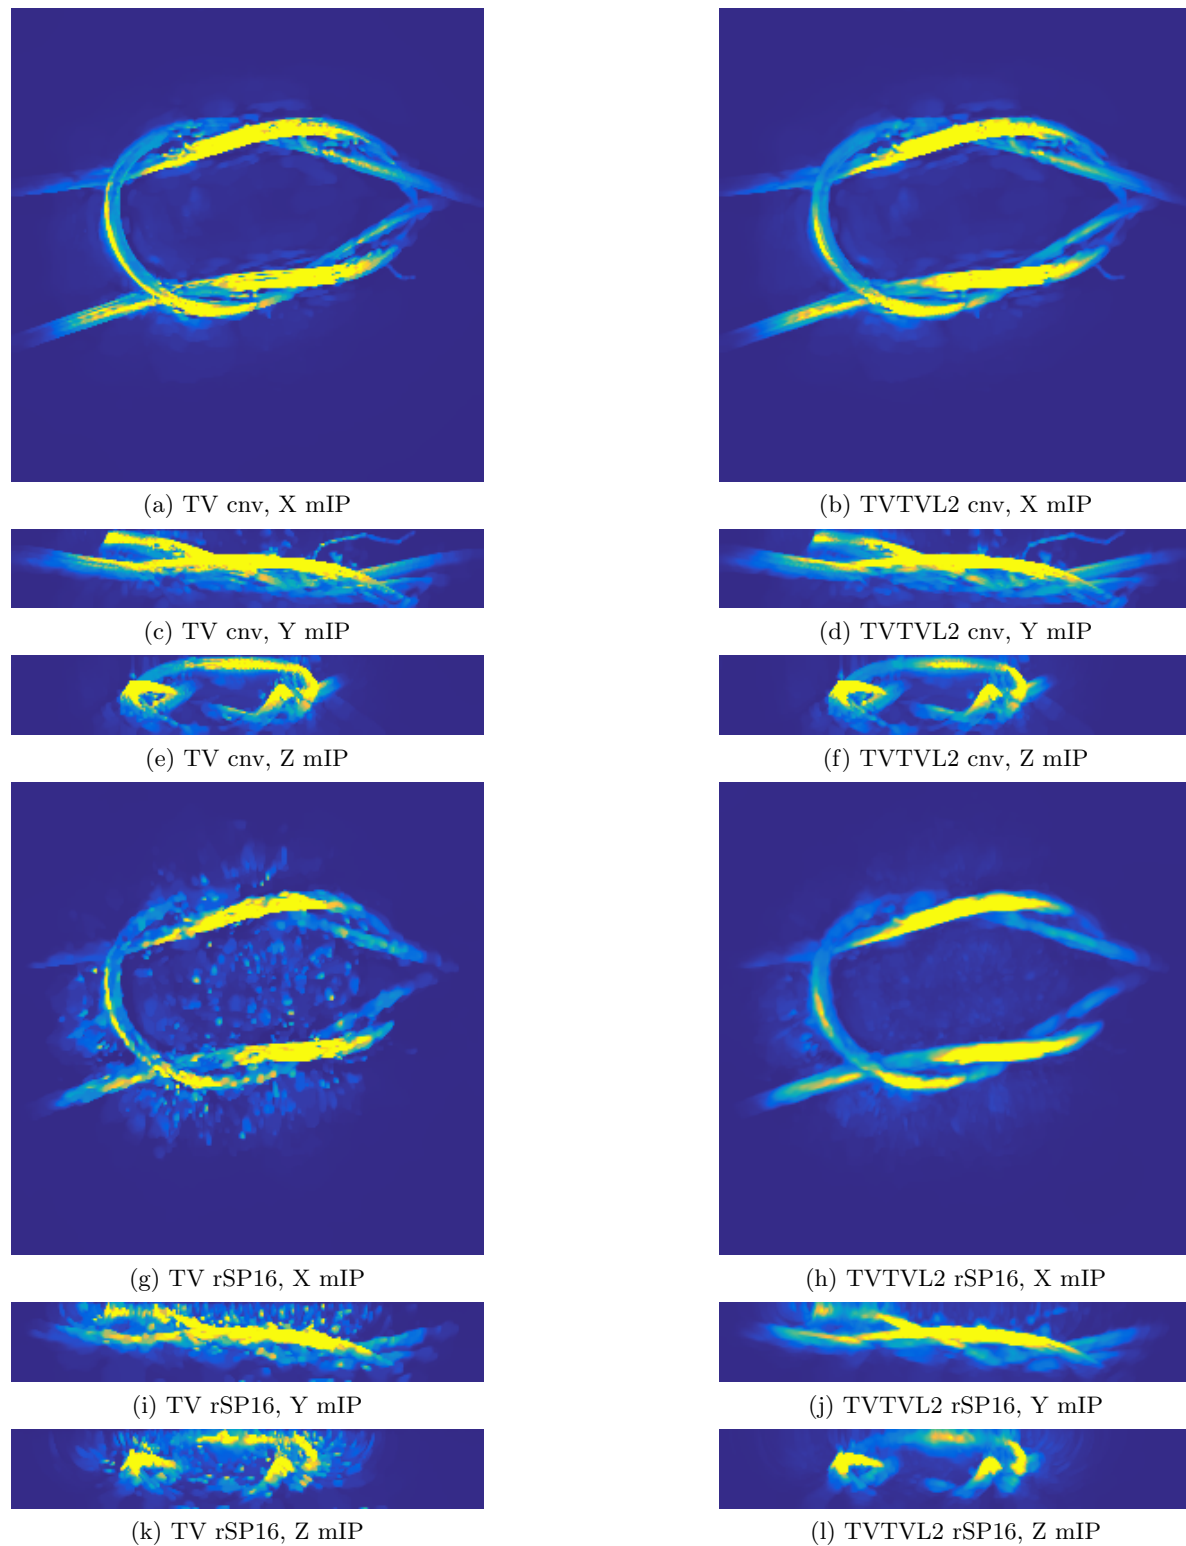 (a) TV cnv, X mIP
(b) TVTVL2 cnv, X mIP
(c) TV cnv, Y mIP
(d) TVTVL2 cnv, Y mIP
(e) TV cnv, Z mIP
(f) TVTVL2 cnv, Z mIP
(g) TV rSP16, X mIP
(h) TVTVL2 rSP16, X mIP
(i) TV rSP16, Y mIP
(j) TVTVL2 rSP16, Y mIP
(k) TV rSP16, Z mIP
(l) TVTVL2 rSP16, Z mIP